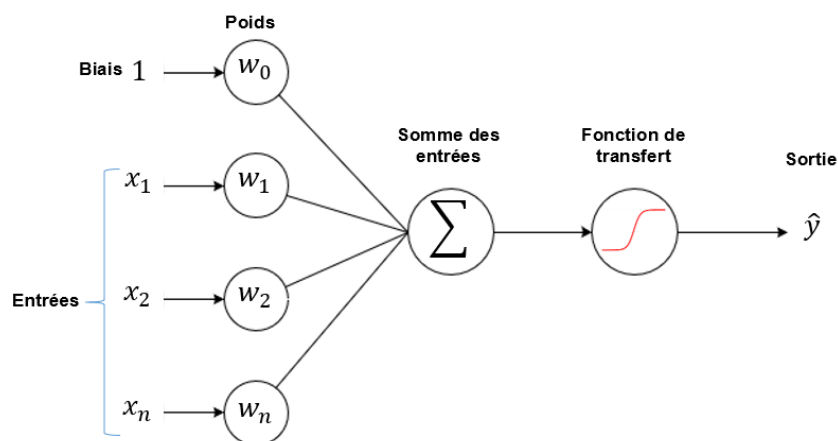 Poids
Biais 1
w₀
Somme des
entrées
Fonction de
transfert
Sortie
x₁
w₁
∑
ŷ
Entrées
x₂
w₂
xₙ
wₙ